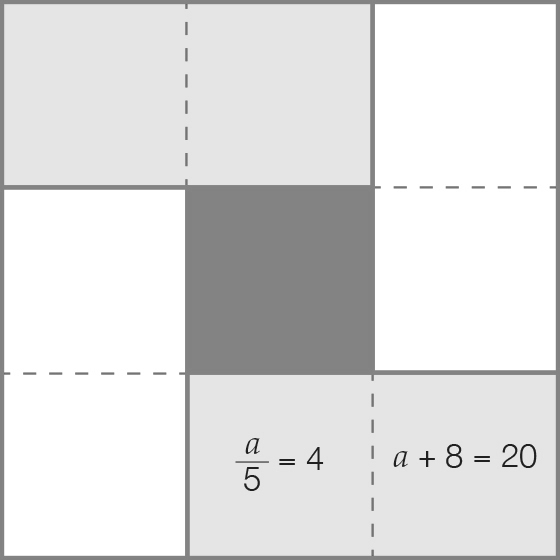 a/5 = 4
a + 8 = 20